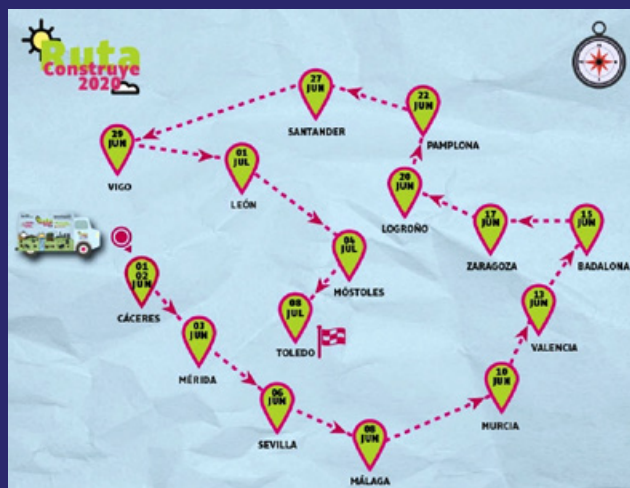 Ruta
Construye
2020
27
JUN
SANTANDER
22
JUN
PAMPLONA
29
JUN
VIGO
01
JUL
LEÓN
20
JUN
LOGROÑO
17
JUN
ZARAGOZA
15
JUN
BADALONA
04
JUL
MÓSTOLES
01
02
JUN
CÁCERES
08
JUL
TOLEDO
13
JUN
VALENCIA
03
JUN
MÉRIDA
10
JUN
MURCIA
06
JUN
SEVILLA
08
JUN
MÁLAGA